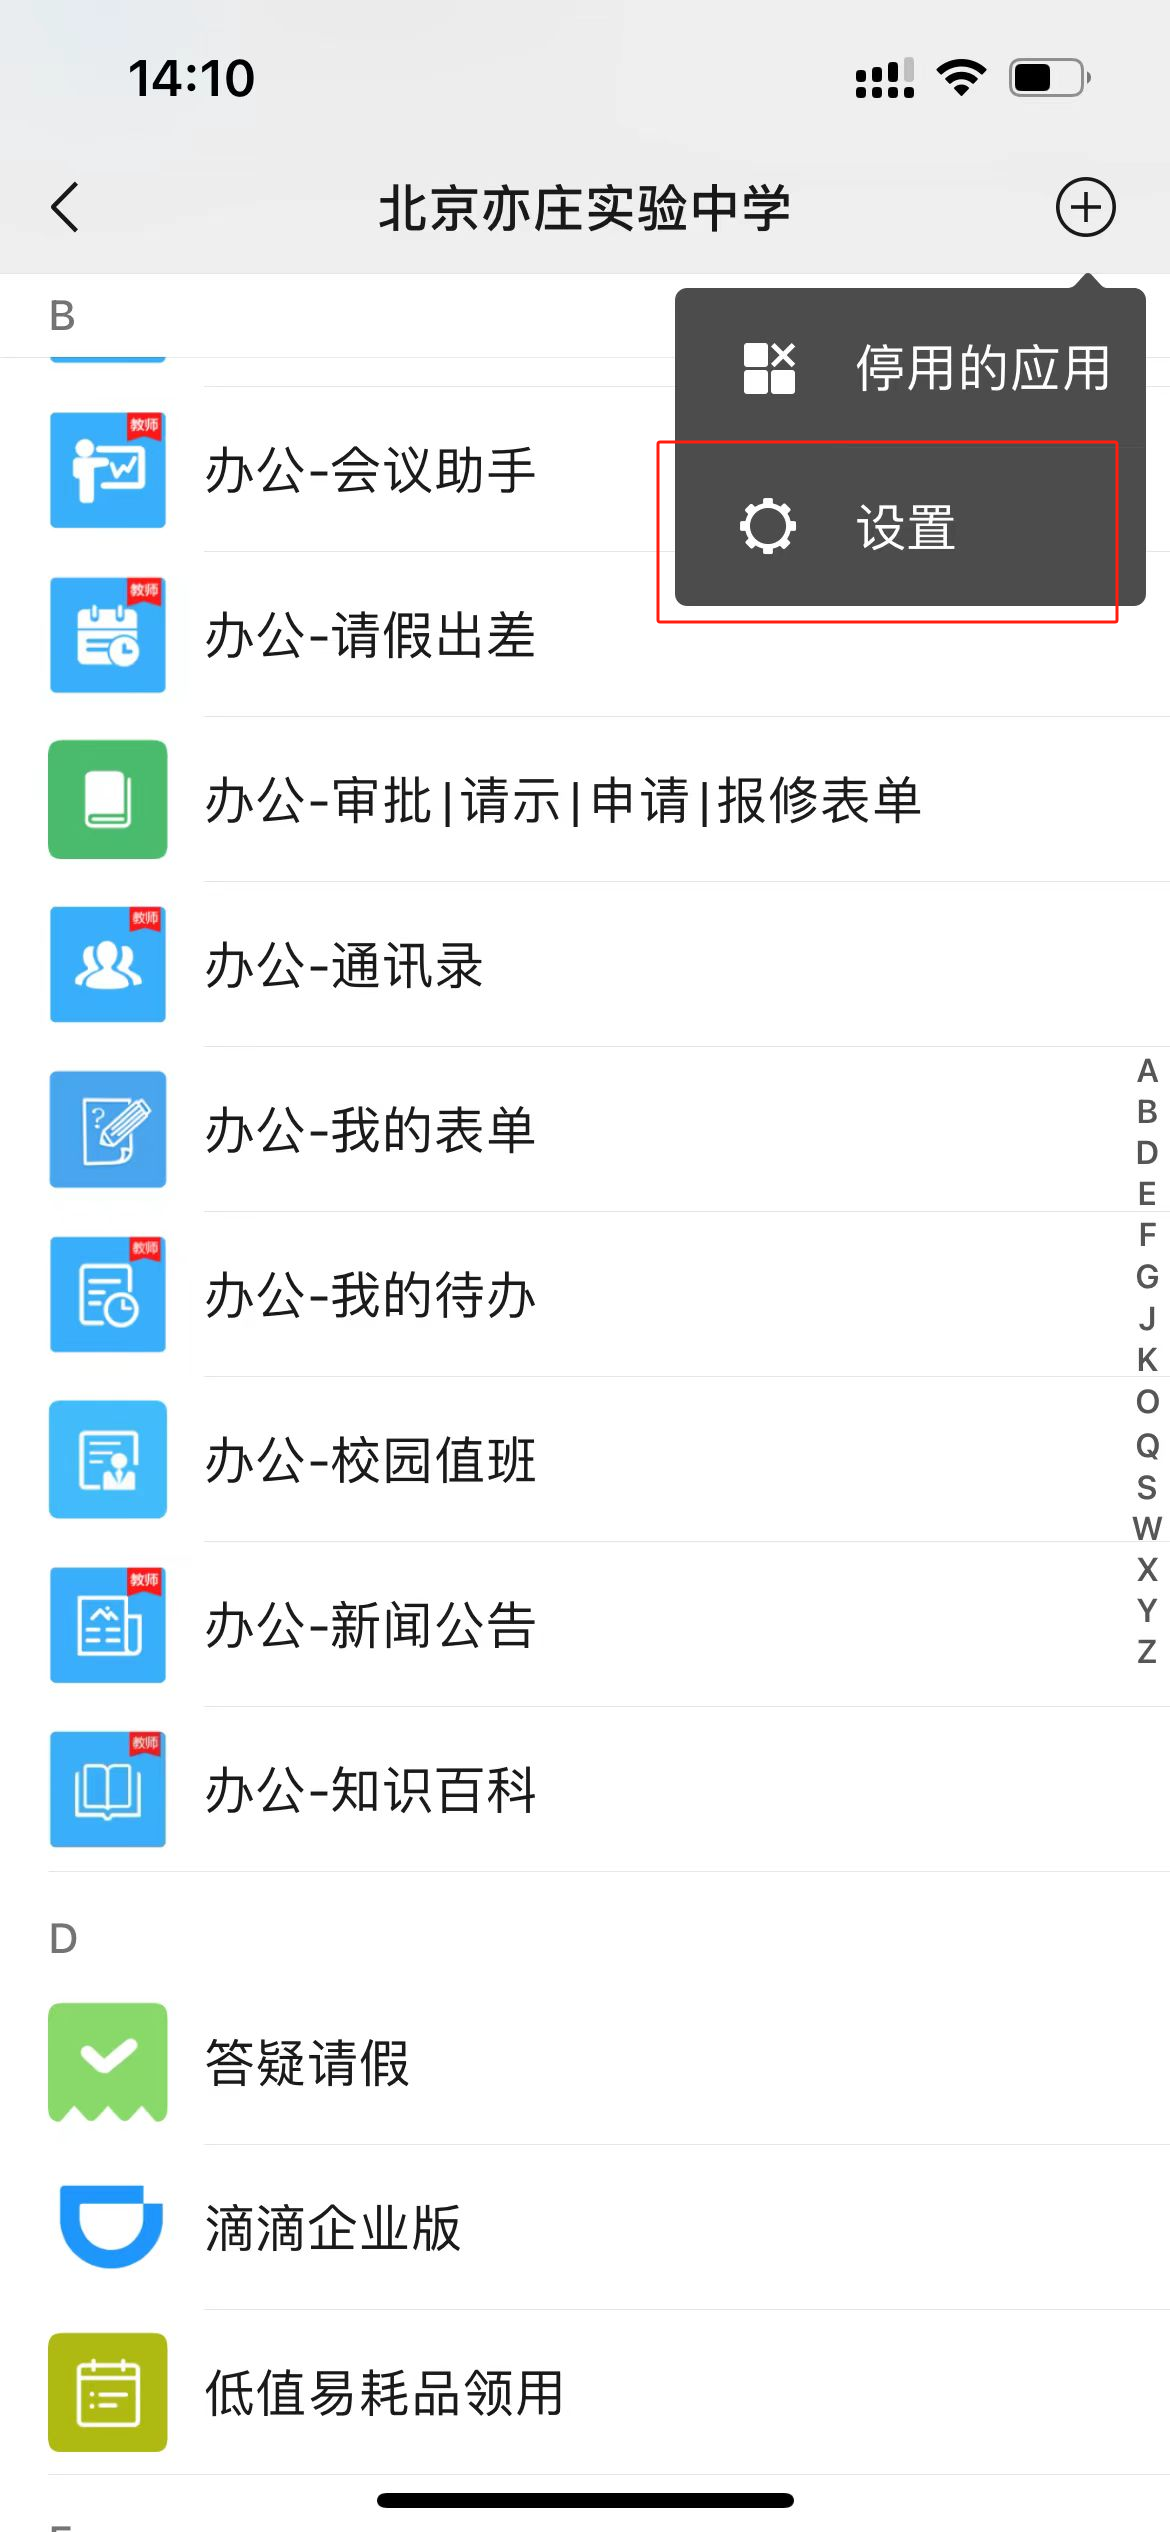 14:10
北京亦庄实验中学
B
停用的应用
设置
教师
办公-会议助手
教师
办公-请假出差
办公-审批|请示|申请|报修表单
教师
办公-通讯录
办公-我的表单
教师
办公-我的待办
办公-校园值班
教师
办公-新闻公告
教师
办公-知识百科
A
B
D
E
F
G
J
K
O
Q
S
W
X
Y
Z
D
答疑请假
滴滴企业版
低值易耗品领用